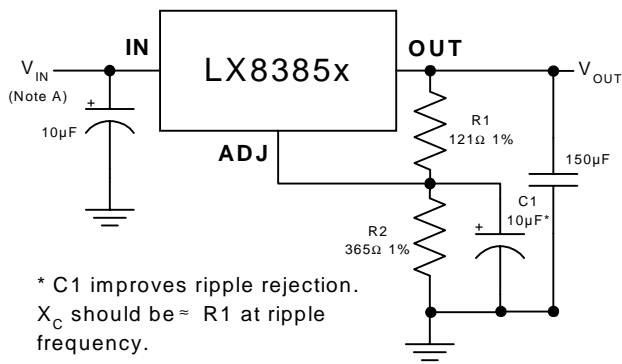 IN
LX8385x
OUT
V_IN
(Note A)
+
10µF
ADJ
R1
121Ω 1%
V_OUT
150µF
C1
10µF*
+
R2
365Ω 1%
* C1 improves ripple rejection.
X_C should be ≈ R1 at ripple
frequency.